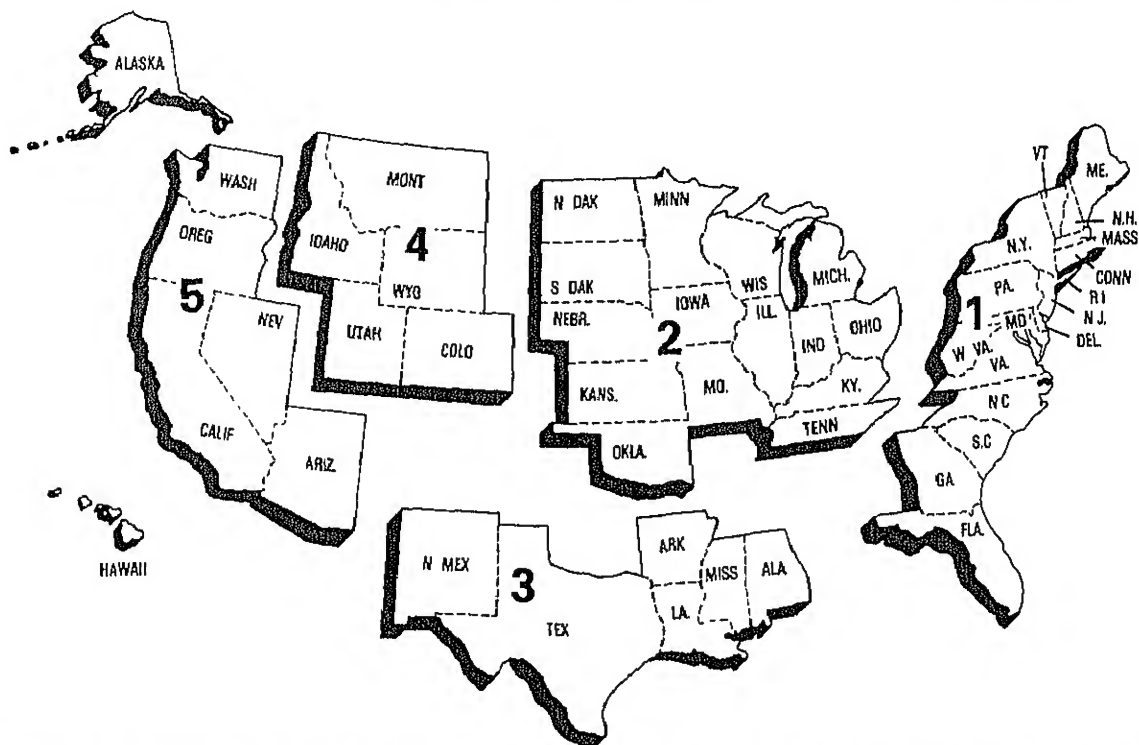 ALASKA
WASH
OREG
5
NEV
CALIF
ARIZ.
HAWAII
MONT
IDAHO
4
WYO
UTAH
COLO
N DAK
MINN
S DAK
WIS
MICH.
NEBR.
IOWA
ILL.
2
IND
OHIO
KANS.
MO.
KY.
OKLA.
TENN
N MEX
3
TEX
ARK
MISS
ALA
LA.
VT
ME.
N.H.
MASS
N.Y.
CONN
PA.
R I
1
N J.
MD
DEL.
W VA.
VA.
N C
S.C
GA
FLA.